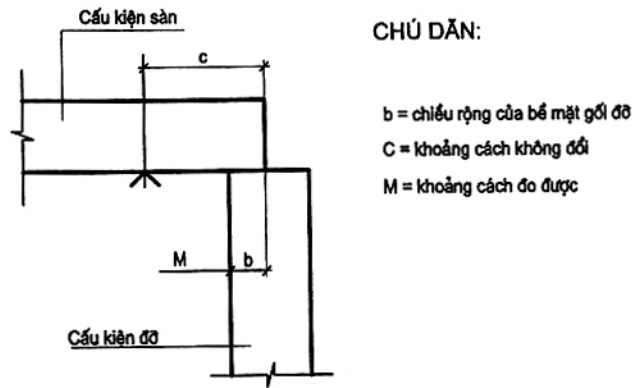 Cấu kiện sàn
c
M
b
Cấu kiện đỡ
CHÚ DẪN:
b = chiều rộng của bề mặt gối đỡ
C = khoảng cách không đổi
M = khoảng cách đo được